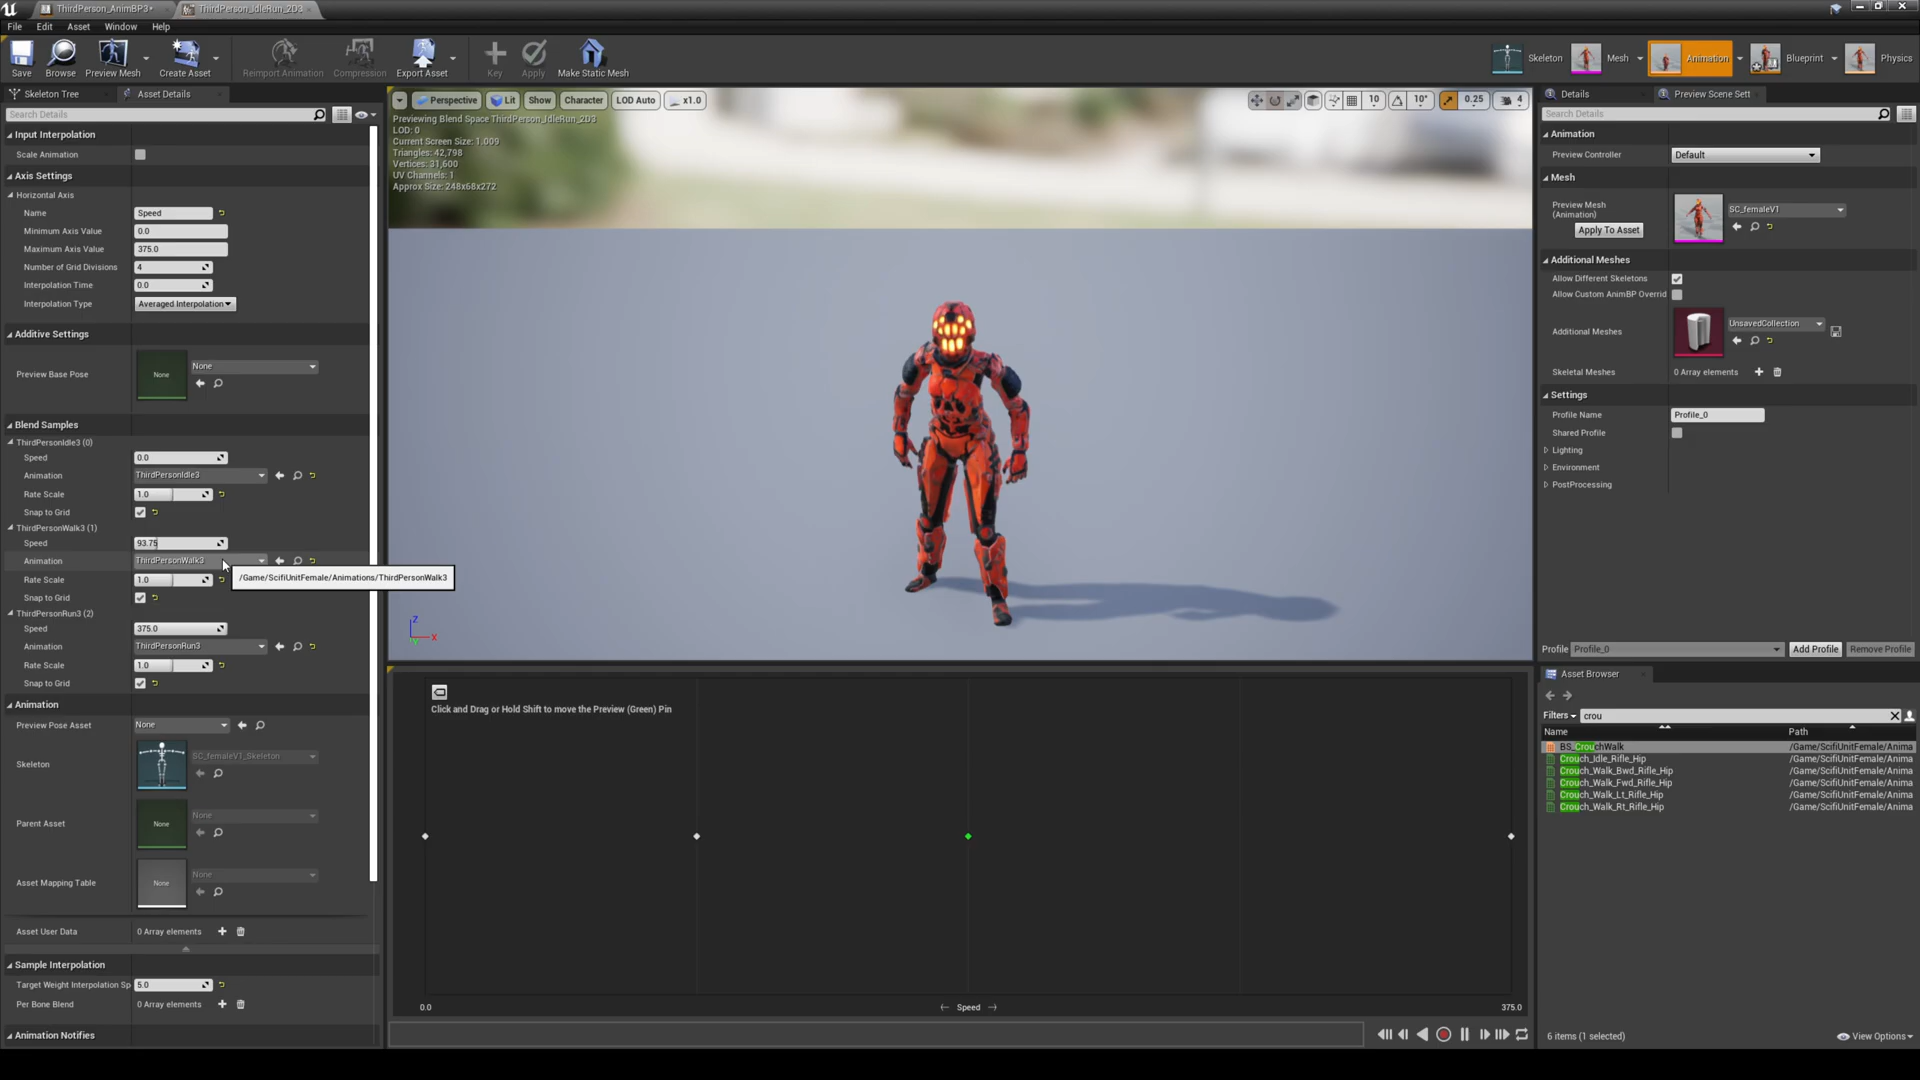 ThirdPerson_AnimBP3*
ThirdPerson_IdleRun_2D3
File Edit Asset Window Help
Save
Browse
Preview Mesh
Create Asset
Reimport Animation
Compression
Export Asset
Key
Apply
Make Static Mesh
Skeleton
Mesh
Animation
Blueprint
Physics
Skeleton Tree
Asset Details
Search Details
Input Interpolation
Scale Animation
Axis Settings
Horizontal Axis
Name Speed
Minimum Axis Value 0.0
Maximum Axis Value 375.0
Number of Grid Divisions 4
Interpolation Time 0.0
Interpolation Type Averaged Interpolation
Additive Settings
Preview Base Pose None None
Blend Samples
ThirdPersonIdle3 (0)
Speed 0.0
Animation ThirdPersonIdle3
Rate Scale 1.0
Snap to Grid
ThirdPersonWalk3 (1)
Speed 93.75
Animation ThirdPersonWalk3
/Game/ScifiUnitFemale/Animations/ThirdPersonWalk3
Rate Scale 1.0
Snap to Grid
ThirdPersonRun3 (2)
Speed 375.0
Animation ThirdPersonRun3
Rate Scale 1.0
Snap to Grid
Animation
Preview Pose Asset None
Skeleton SC_femaleV1_Skeleton
Parent Asset None None
Asset Mapping Table None None
Asset User Data 0 Array elements
Sample Interpolation
Target Weight Interpolation Sp 5.0
Per Bone Blend 0 Array elements
Animation Notifies
Perspective Lit Show Character LOD Auto x1.0
10 10° 0.25 4
Previewing Blend Space ThirdPerson_IdleRun_2D3
LOD: 0
Current Screen Size: 1.009
Triangles: 42,798
Vertices: 31,600
UV Channels: 1
Approx Size: 248x68x272
Z
X
Y
Click and Drag or Hold Shift to move the Preview (Green) Pin
0.0 Speed 375.0
Details
Preview Scene Sett
Search Details
Animation
Preview Controller Default
Mesh
Preview Mesh
(Animation)
SC_femaleV1
Apply To Asset
Additional Meshes
Allow Different Skeletons
Allow Custom AnimBP Overrid
Additional Meshes UnsavedCollection
Skeletal Meshes 0 Array elements
Settings
Profile Name Profile_0
Shared Profile
Lighting
Environment
PostProcessing
Profile Profile_0 Add Profile Remove Profile
Asset Browser
Filters crou
Name Path
BS_CrouchWalk /Game/ScifiUnitFemale/Anima
Crouch_Idle_Rifle_Hip /Game/ScifiUnitFemale/Anima
Crouch_Walk_Bwd_Rifle_Hip /Game/ScifiUnitFemale/Anima
Crouch_Walk_Fwd_Rifle_Hip /Game/ScifiUnitFemale/Anima
Crouch_Walk_Lt_Rifle_Hip /Game/ScifiUnitFemale/Anima
Crouch_Walk_Rt_Rifle_Hip /Game/ScifiUnitFemale/Anima
6 items (1 selected)
View Options